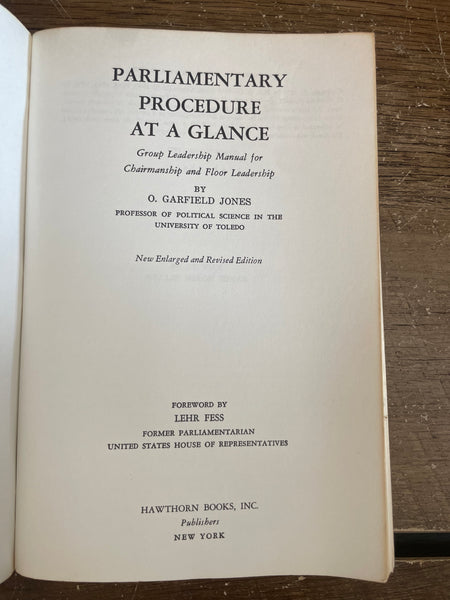 PARLIAMENTARY
PROCEDURE
AT A GLANCE
Group Leadership Manual for
Chairmanship and Floor Leadership
BY
O. GARFIELD JONES
PROFESSOR OF POLITICAL SCIENCE IN THE
UNIVERSITY OF TOLEDO
New Enlarged and Revised Edition
FOREWORD BY
LEHR FESS
FORMER PARLIAMENTARIAN
UNITED STATES HOUSE OF REPRESENTATIVES
HAWTHORN BOOKS, INC.
Publishers
NEW YORK